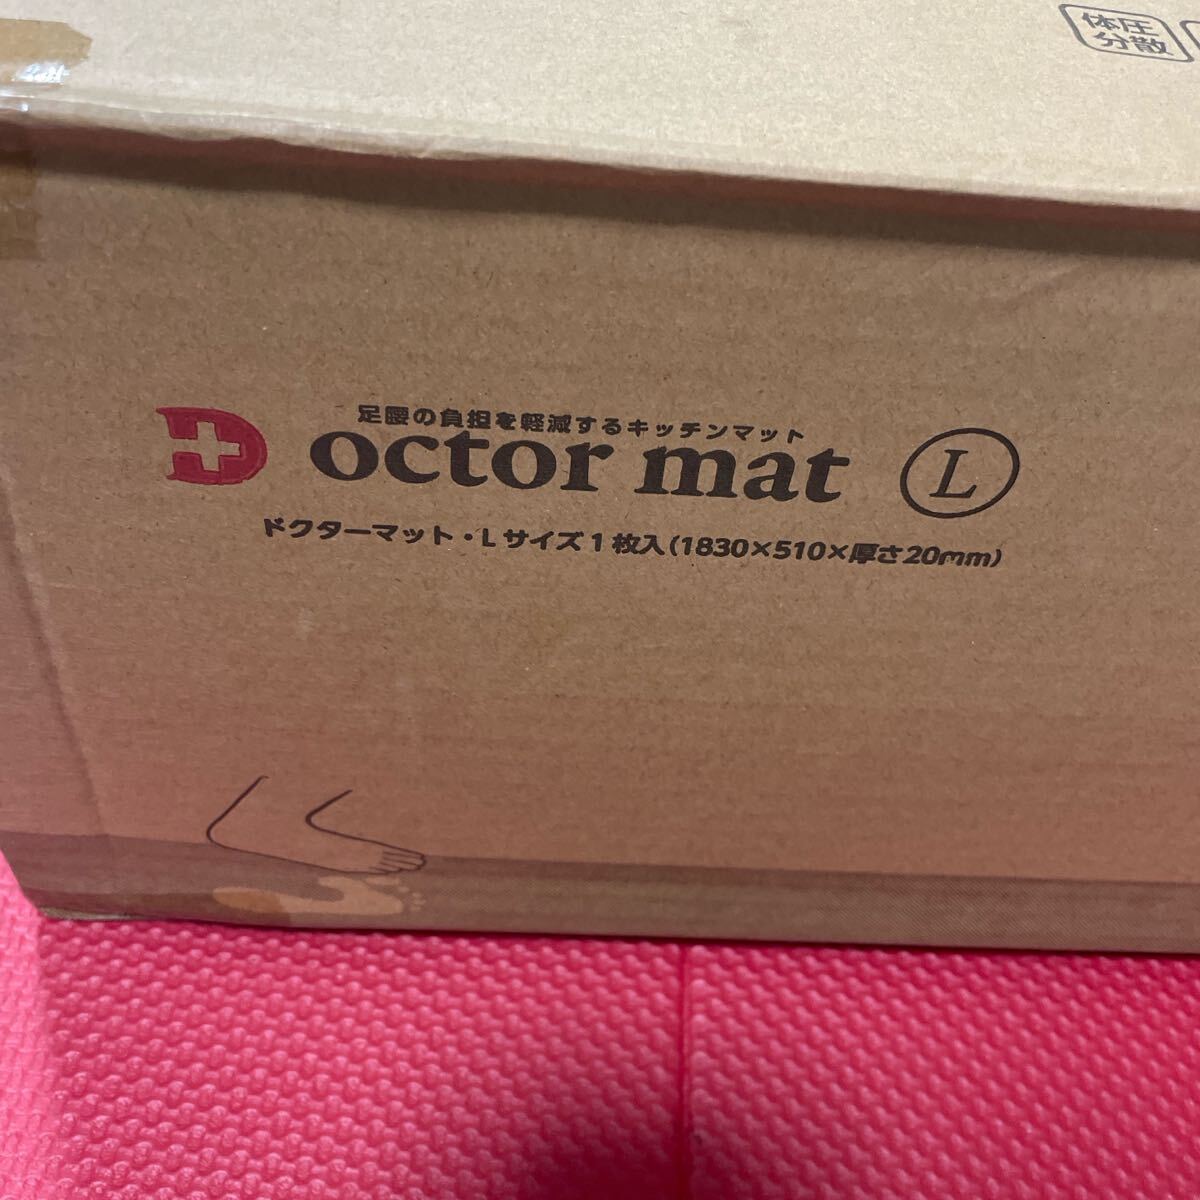 体圧
分散
足腰の負担を軽減するキッチンマット
Doctor mat L
ドクターマット・Lサイズ1枚入(1830×510×厚さ20mm)